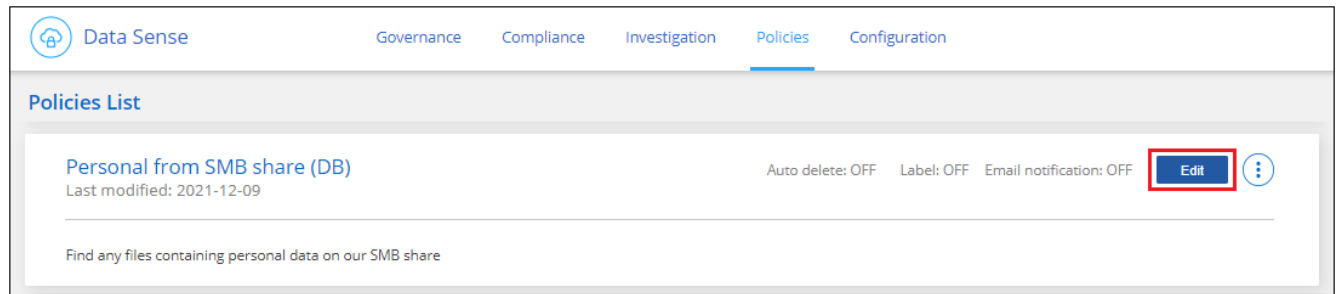 Data Sense Governance Compliance Investigation Policies Configuration
Policies List
Personal from SMB share (DB) Auto delete: OFF Label: OFF Email notification: OFF Edit
Last modified: 2021-12-09
Find any files containing personal data on our SMB share